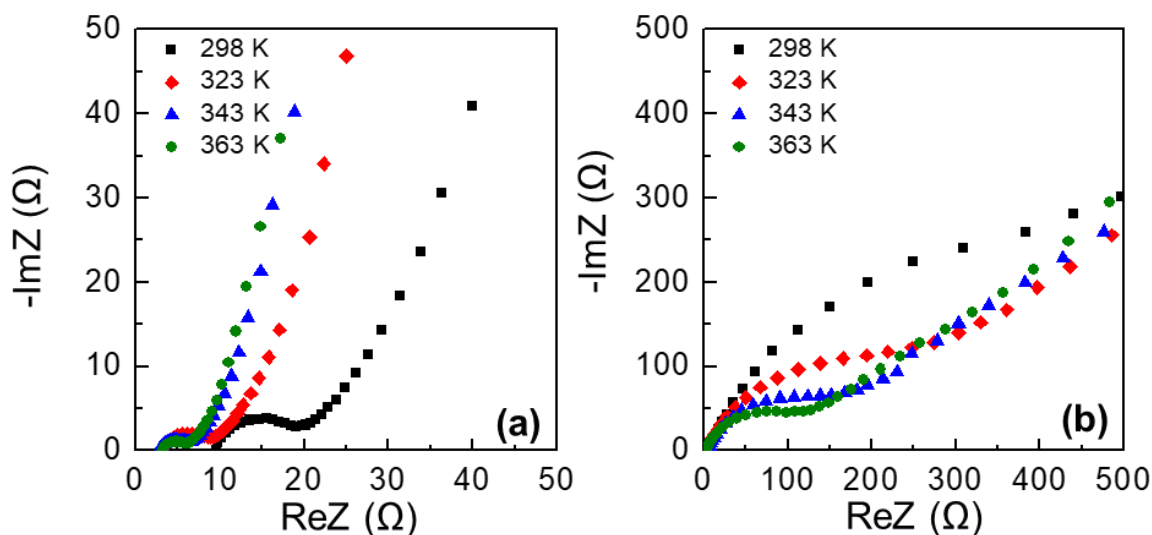 50
40
30
20
10
0
-ImZ (Ω)
298 K
323 K
343 K
363 K
(a)
0 10 20 30 40 50
ReZ (Ω)
500
400
300
200
100
0
-ImZ (Ω)
298 K
323 K
343 K
363 K
(b)
0 100 200 300 400 500
ReZ (Ω)